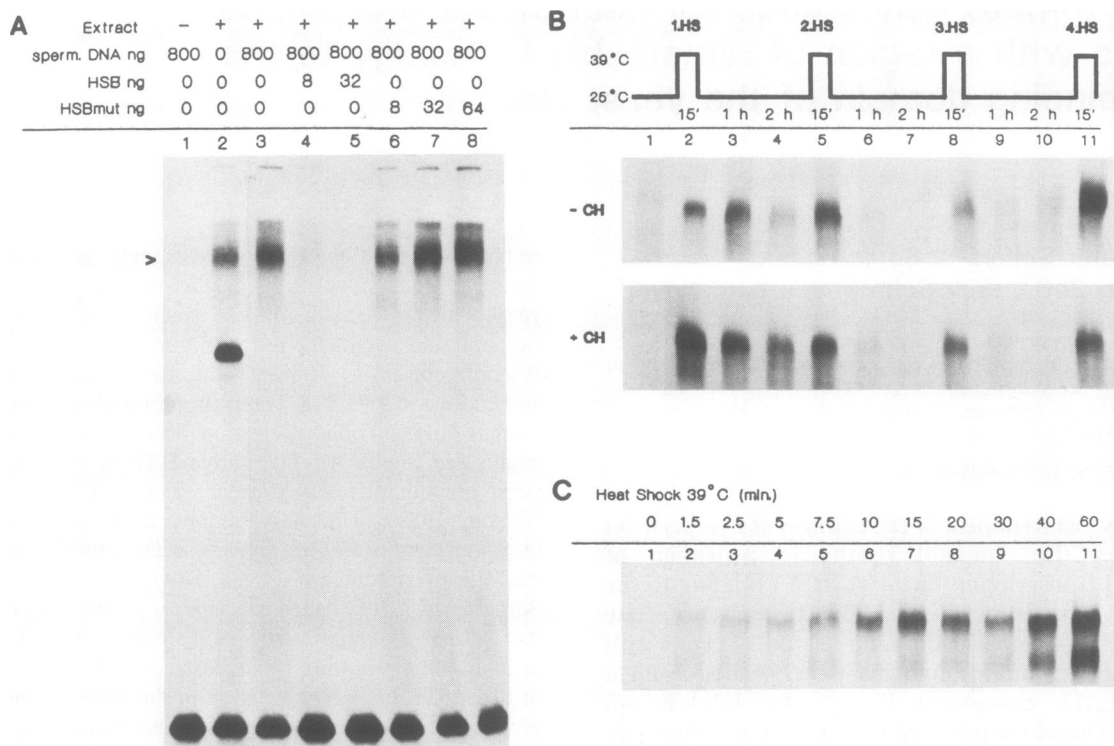 A
Extract – + + + + + + +
sperm. DNA ng 800 0 800 800 800 800 800 800
HSB ng 0 0 0 8 32 0 0 0
HSBmut ng 0 0 0 0 0 8 32 64
1 2 3 4 5 6 7 8
>
B
1.HS 2.HS 3.HS 4.HS
39°C
25°C
15' 1 h 2 h 15' 1 h 2 h 15' 1 h 2 h 15'
1 2 3 4 5 6 7 8 9 10 11
- CH
+ CH
C Heat Shock 39°C (min.)
0 1.5 2.5 5 7.5 10 15 20 30 40 60
1 2 3 4 5 6 7 8 9 10 11